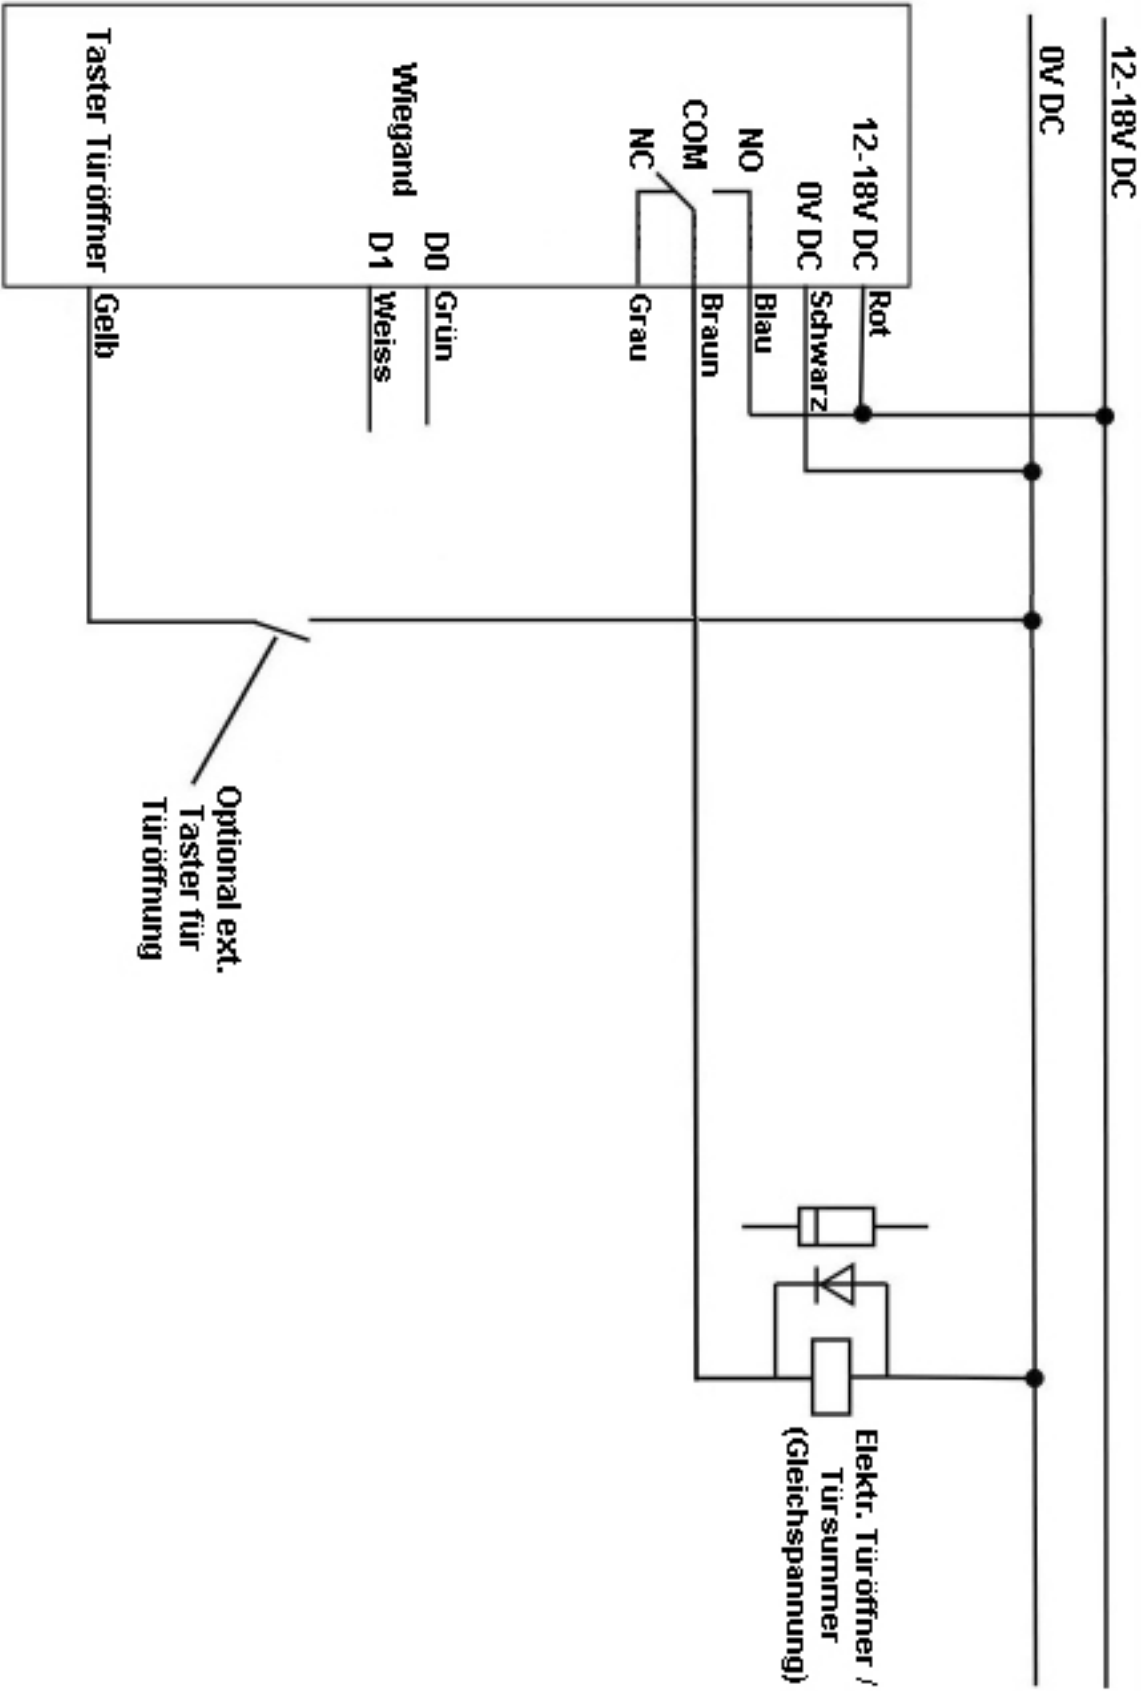 12-18V DC
0V DC
12-18V DC
0V DC
NO
COM
NC
Wiegand
D0
D1
Taster Türöffner
Rot
Schwarz
Blau
Braun
Grau
Grün
Weiss
Gelb
Optional ext.
Taster für
Türöffnung
Elektr. Türöffner /
Türsummer
(Gleichspannung)